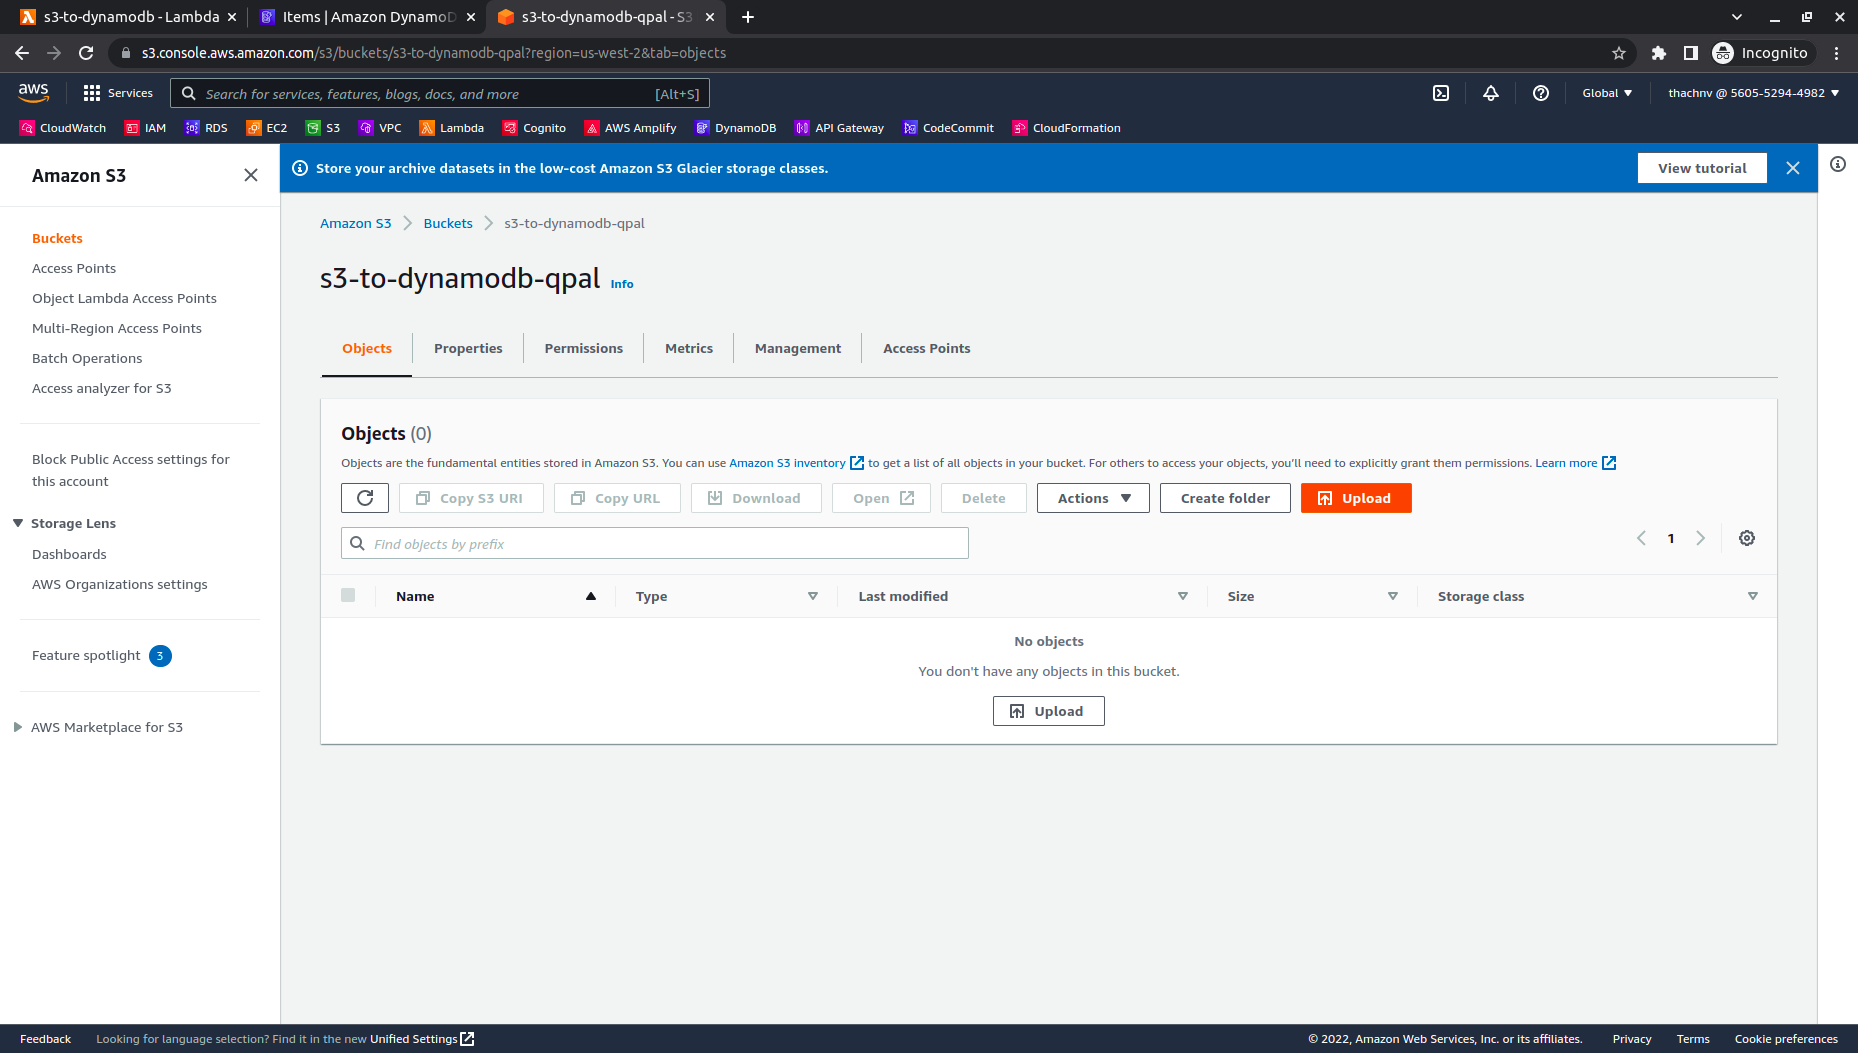 s3-to-dynamodb - Lambda
Items | Amazon DynamoD
s3-to-dynamodb-qpal - S3
s3.console.aws.amazon.com/s3/buckets/s3-to-dynamodb-qpal?region=us-west-2&tab=objects
Incognito
aws
Services
Search for services, features, blogs, docs, and more
[Alt+S]
Global
thachnv @ 5605-5294-4982
CloudWatch
IAM
RDS
EC2
S3
VPC
Lambda
Cognito
AWS Amplify
DynamoDB
API Gateway
CodeCommit
CloudFormation
Amazon S3
Buckets
Access Points
Object Lambda Access Points
Multi-Region Access Points
Batch Operations
Access analyzer for S3
Block Public Access settings for
this account
Storage Lens
Dashboards
AWS Organizations settings
Feature spotlight 3
AWS Marketplace for S3
Store your archive datasets in the low-cost Amazon S3 Glacier storage classes.
View tutorial
Amazon S3
Buckets
s3-to-dynamodb-qpal
s3-to-dynamodb-qpal Info
Objects
Properties
Permissions
Metrics
Management
Access Points
Objects (0)
Objects are the fundamental entities stored in Amazon S3. You can use Amazon S3 inventory to get a list of all objects in your bucket. For others to access your objects, you'll need to explicitly grant them permissions. Learn more
Copy S3 URI
Copy URL
Download
Open
Delete
Actions
Create folder
Upload
Find objects by prefix
1
Name
Type
Last modified
Size
Storage class
No objects
You don't have any objects in this bucket.
Upload
Feedback
Looking for language selection? Find it in the new Unified Settings
© 2022, Amazon Web Services, Inc. or its affiliates.
Privacy
Terms
Cookie preferences